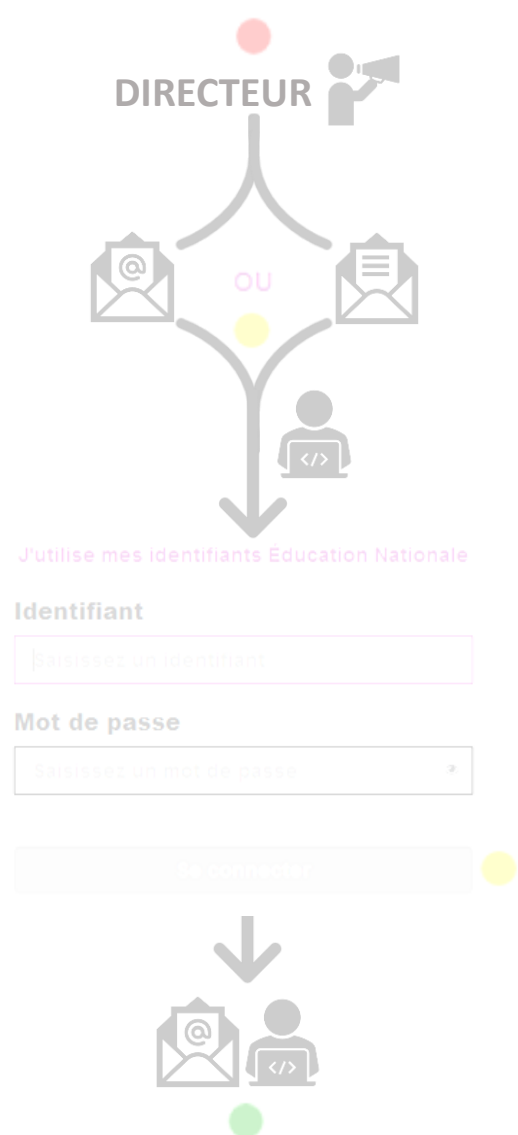 DIRECTEUR
@
OU
</>
J'utilise mes identifiants Éducation Nationale
Identifiant
Saisissez un identifiant
Mot de passe
Saisissez un mot de passe
Se connecter
@
</>